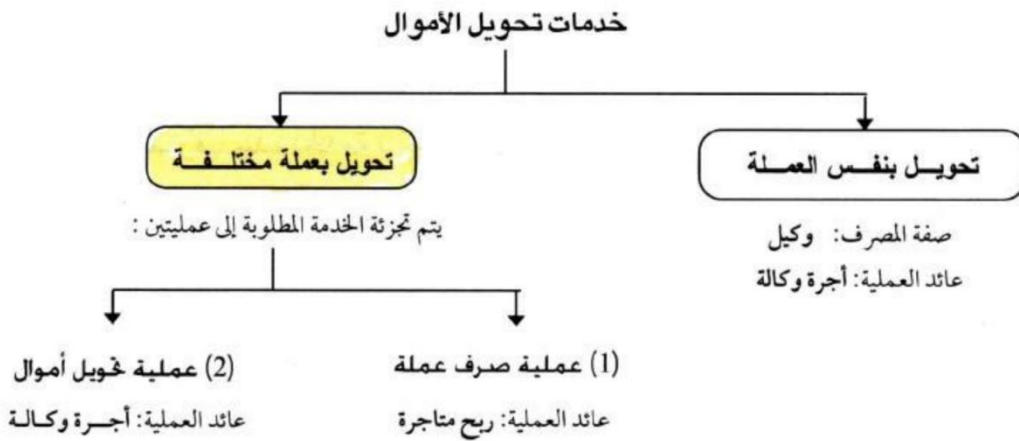 خدمات تحويل الأموال
تحويل بنفس العملة
صفة المصرف: وكيل
عائد العملية: أجرة وكالة
تحويل بعملة مختلفة
يتم تجزئة الخدمة المطلوبة إلى عمليتين :
(1) عملية صرف عملة
عائد العملية: ربح متاجرة
(2) عملية تحويل أموال
عائد العملية: أجرة وكالة